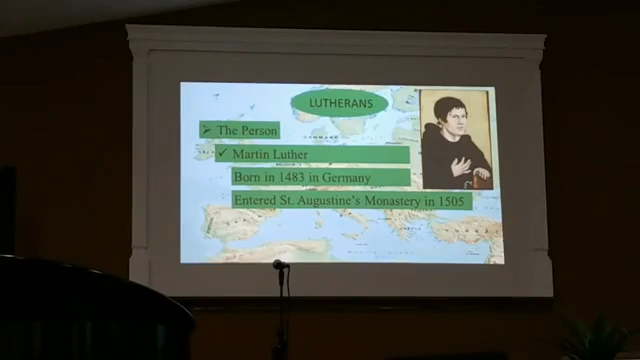 LUTHERANS
The Person
Martin Luther
Born in 1483 in Germany
Entered St. Augustine's Monastery in 1505